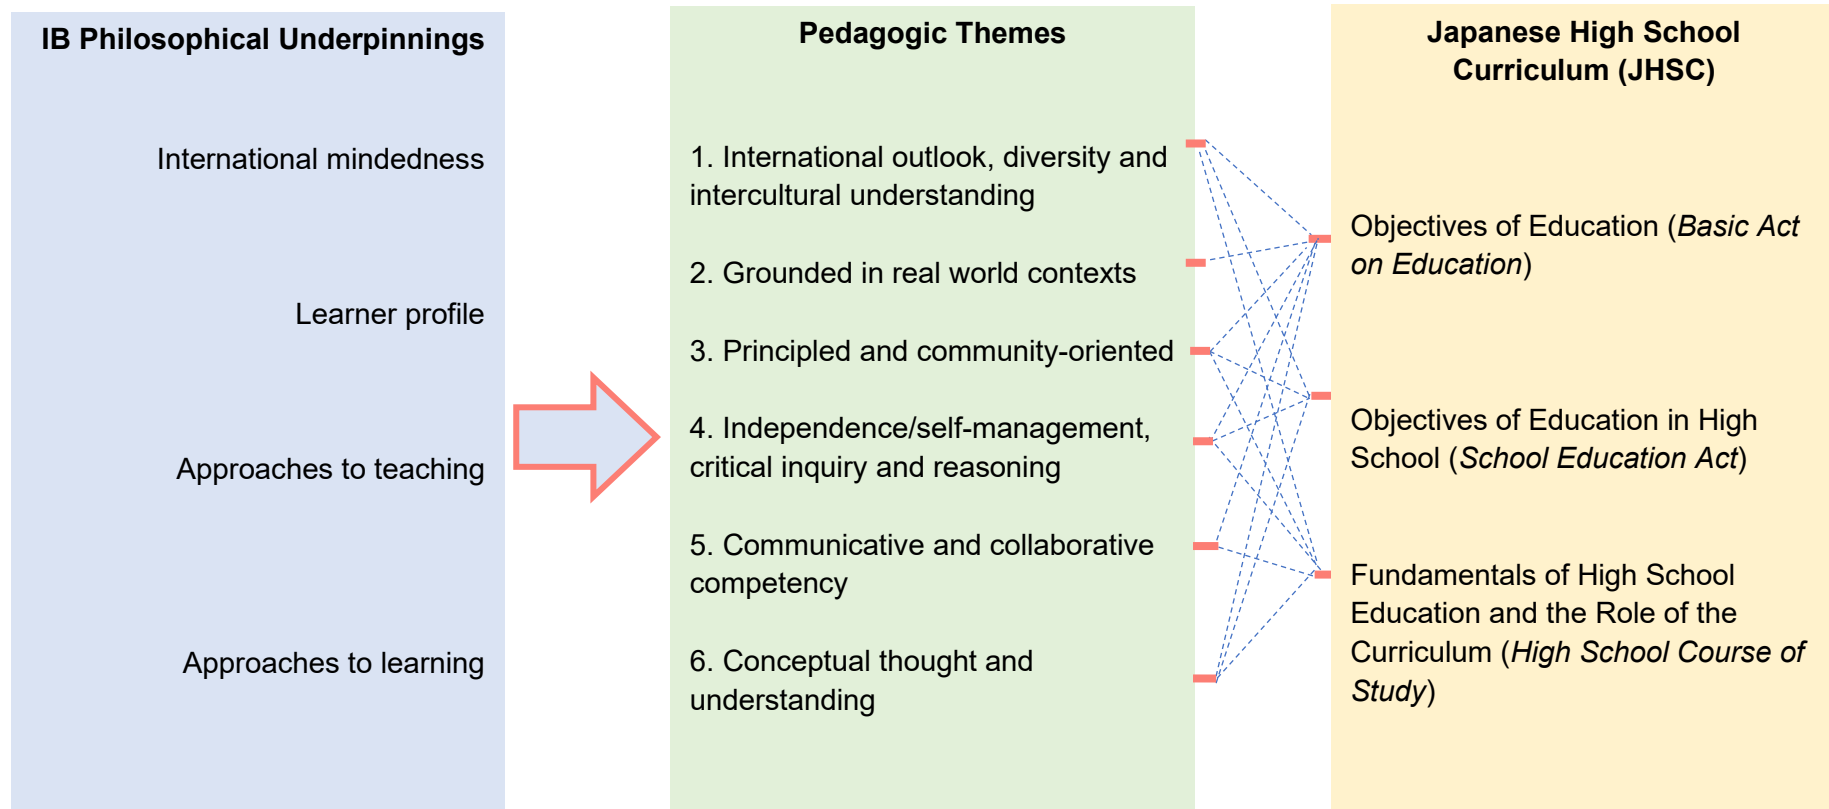 IB Philosophical Underpinnings
International mindedness
Learner profile
Approaches to teaching
Approaches to learning
Pedagogic Themes
1. International outlook, diversity and
intercultural understanding
2. Grounded in real world contexts
3. Principled and community-oriented
4. Independence/self-management,
critical inquiry and reasoning
5. Communicative and collaborative
competency
6. Conceptual thought and
understanding
Japanese High School
Curriculum (JHSC)
Objectives of Education (Basic Act
on Education)
Objectives of Education in High
School (School Education Act)
Fundamentals of High School
Education and the Role of the
Curriculum (High School Course of
Study)